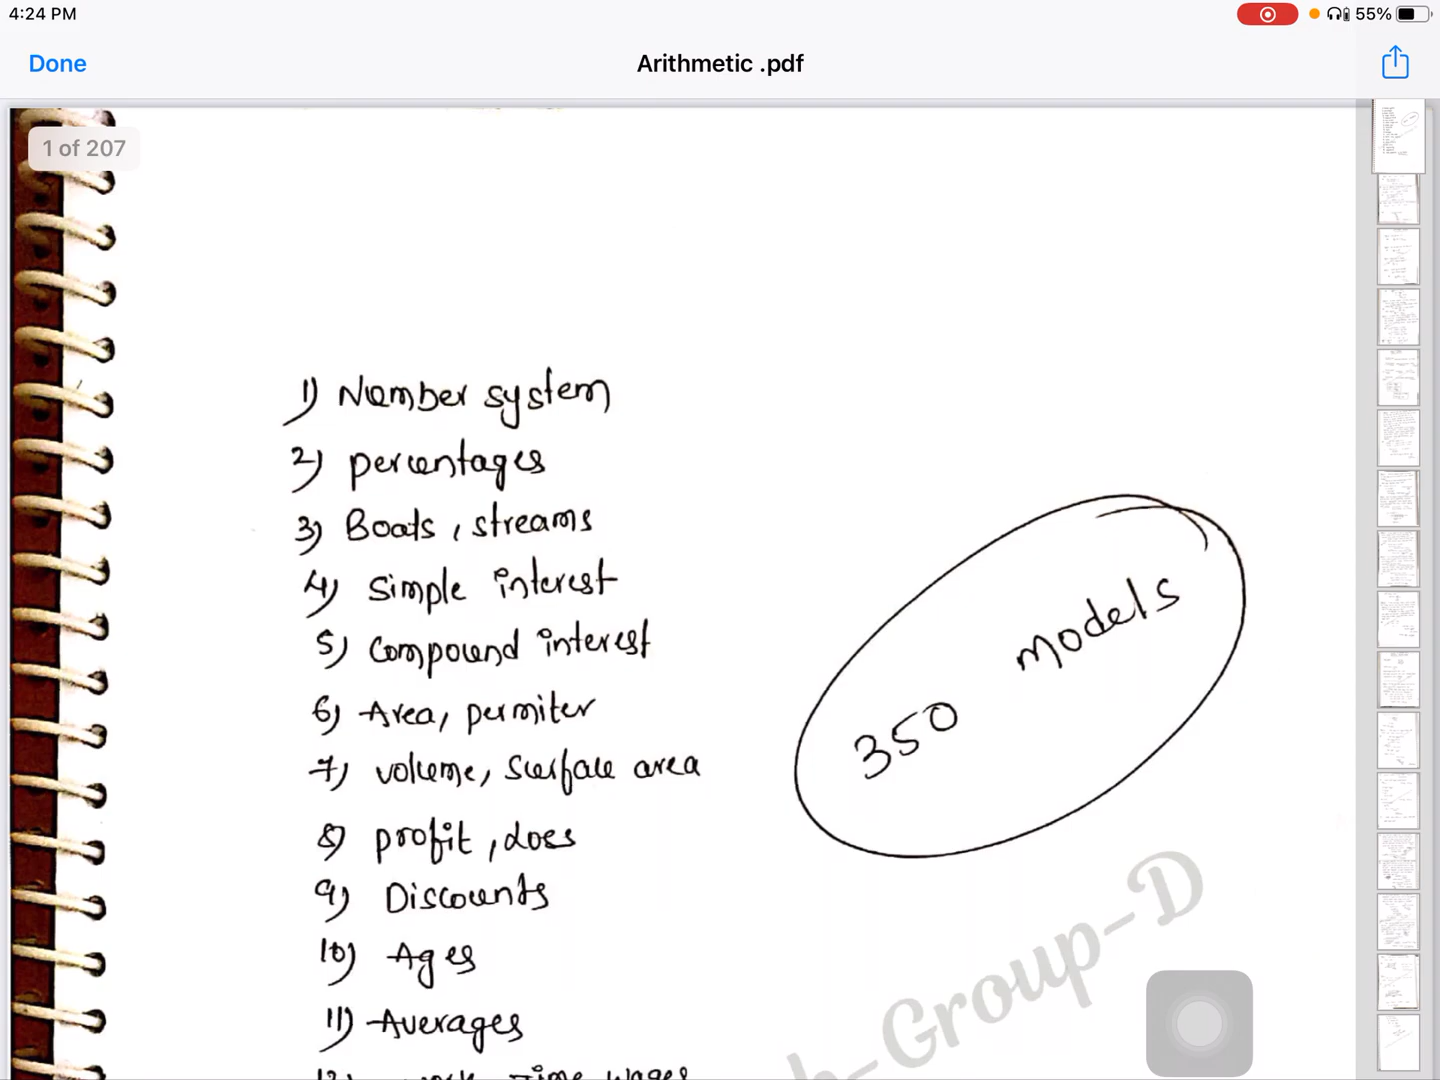 4:24 PM
55%
Done
Arithmetic .pdf
1 of 207
1) Number system
2) percentages
3) Boats, streams
4) Simple interest
5) Compound interest
6) Area, permiter
7) volume, Surface area
8) profit, loss
9) Discounts
10) Ages
11) Averages
350 models
-Group-D